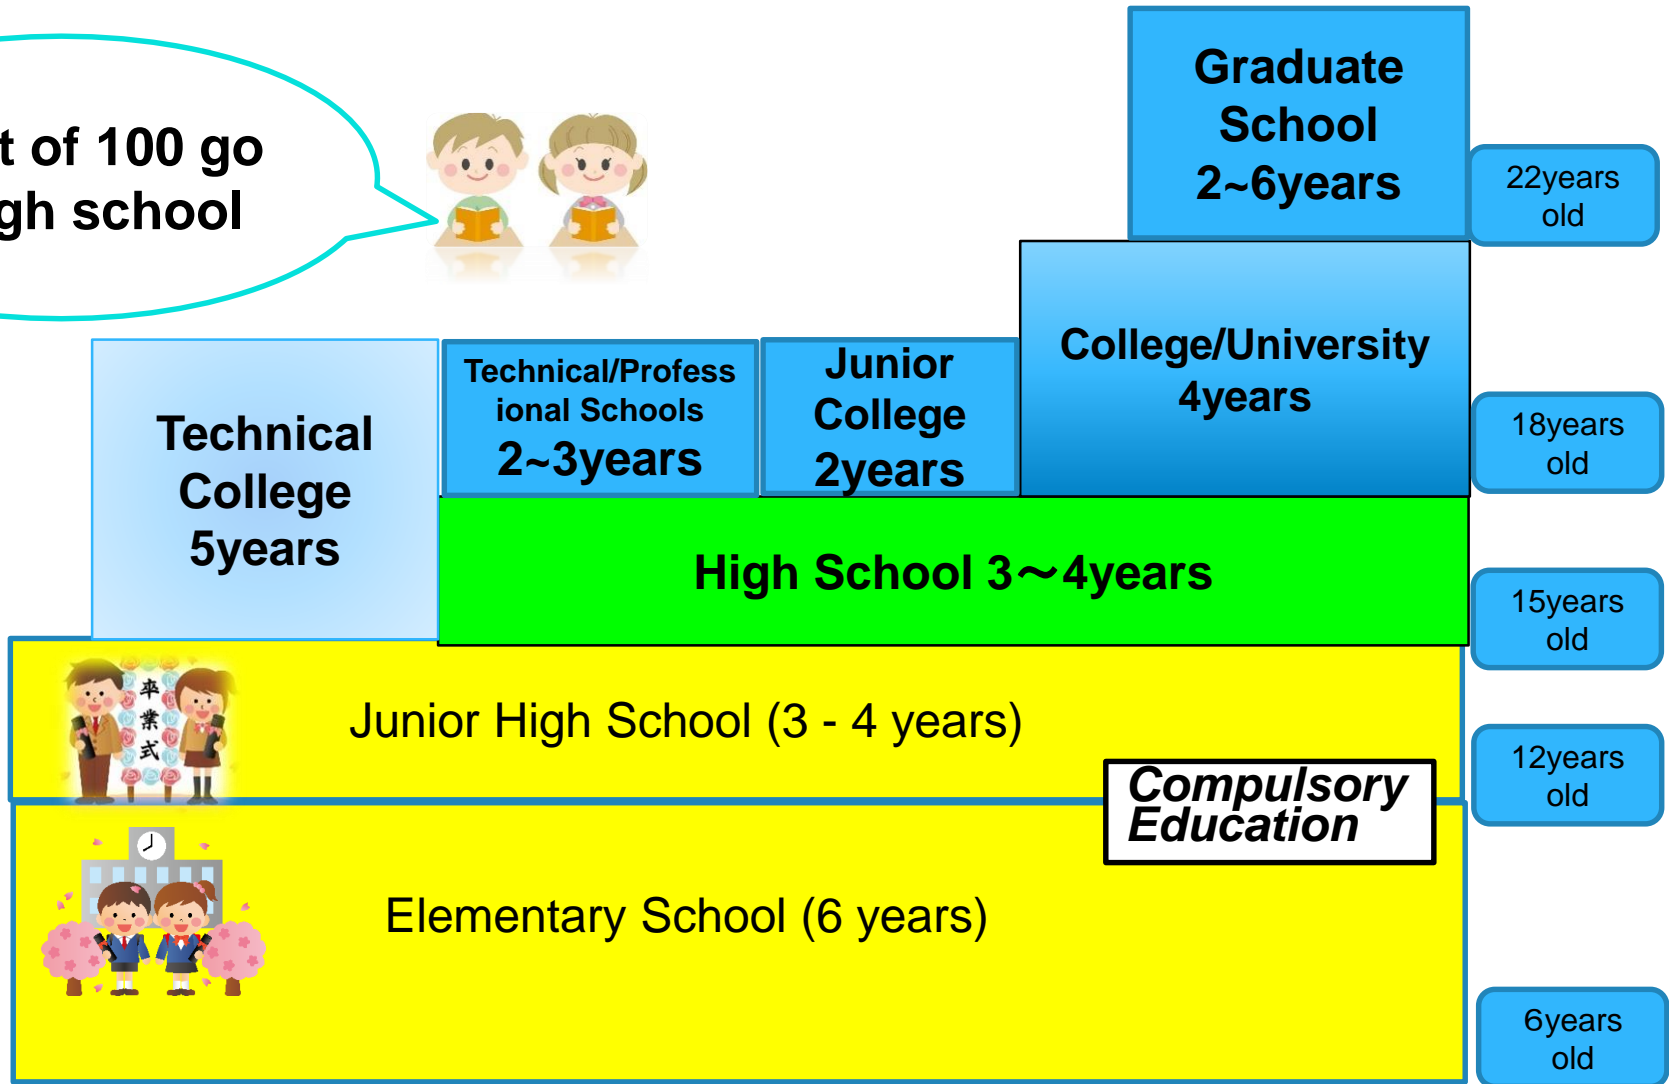 of 100 go
school
Graduate
School
2~6years
22years
old
College/University
4years
Technical/Profess
ional Schools
2~3years
Junior
College
2years
Technical
College
5years
18years
old
High School 3～4years
15years
old
卒業式
Junior High School (3 - 4 years)
12years
old
Compulsory
Education
Elementary School (6 years)
6years
old